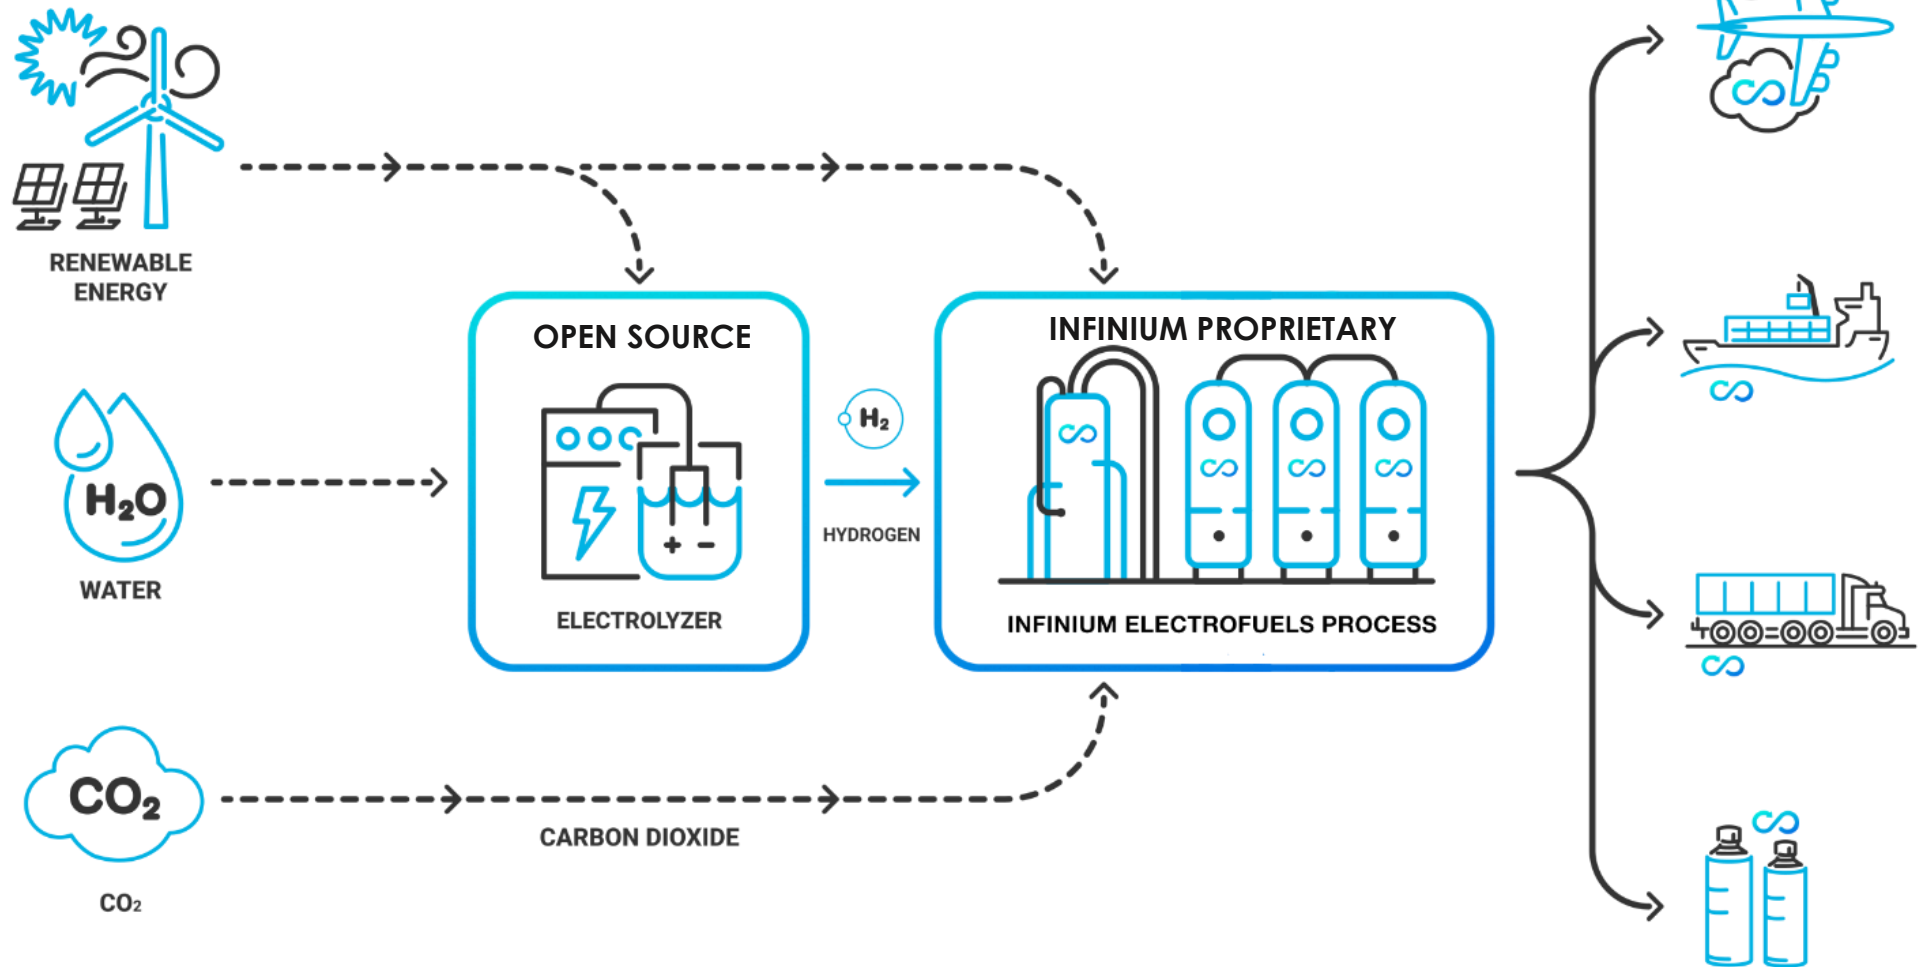 RENEWABLE
ENERGY
OPEN SOURCE
ELECTROLYZER
H₂
HYDROGEN
INFINIUM PROPRIETARY
INFINIUM ELECTROFUELS PROCESS
H₂O
WATER
CO₂
CARBON DIOXIDE
CO₂